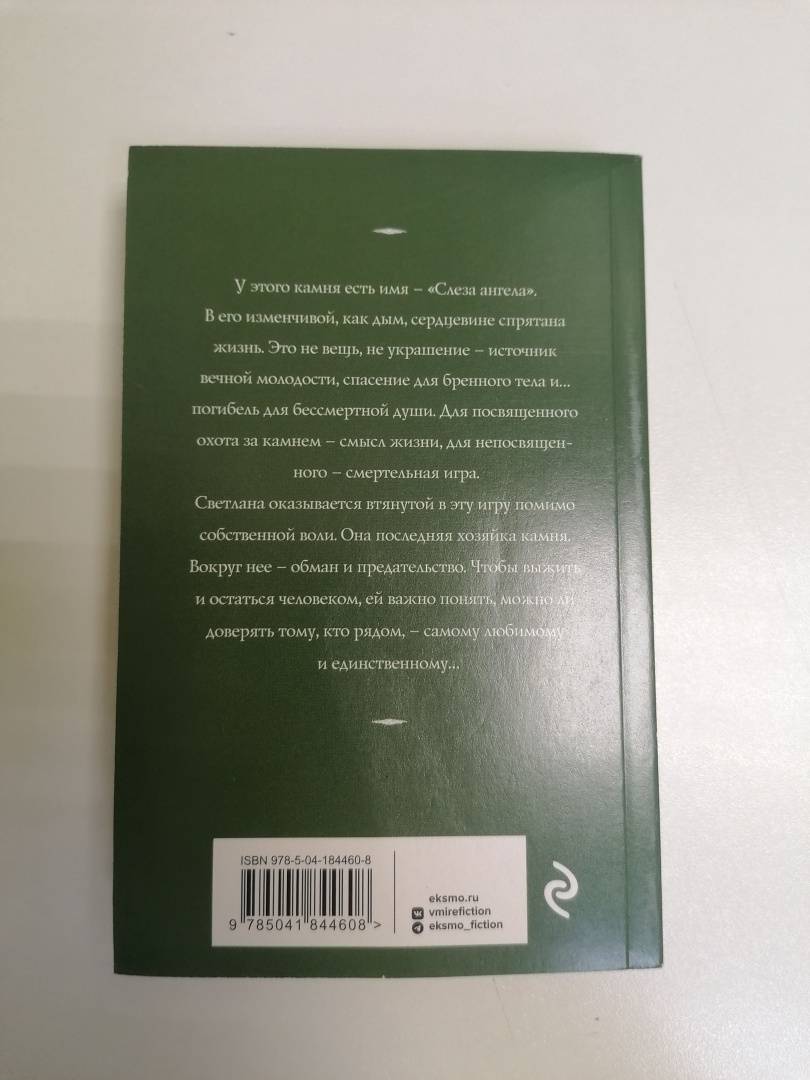 У этого камня есть имя – «Слеза ангела».
В его изменчивой, как дым, сердцевине спрятана
жизнь. Это не вещь, не украшение – источник
вечной молодости, спасение для бренного тела и...
погибель для бессмертной души. Для посвященного
охота за камнем – смысл жизни, для непосвящен-
ного – смертельная игра.
Светлана оказывается втянутой в эту игру помимо
собственной воли. Она последняя хозяйка камня.
Вокруг нее – обман и предательство. Чтобы выжить
и остаться человеком, ей важно понять, можно ли
доверять тому, кто рядом, – самому любимому
и единственному...
ISBN 978-5-04-184460-8
9 785041 844608 >
eksmo.ru
vmirefiction
eksmo_fiction